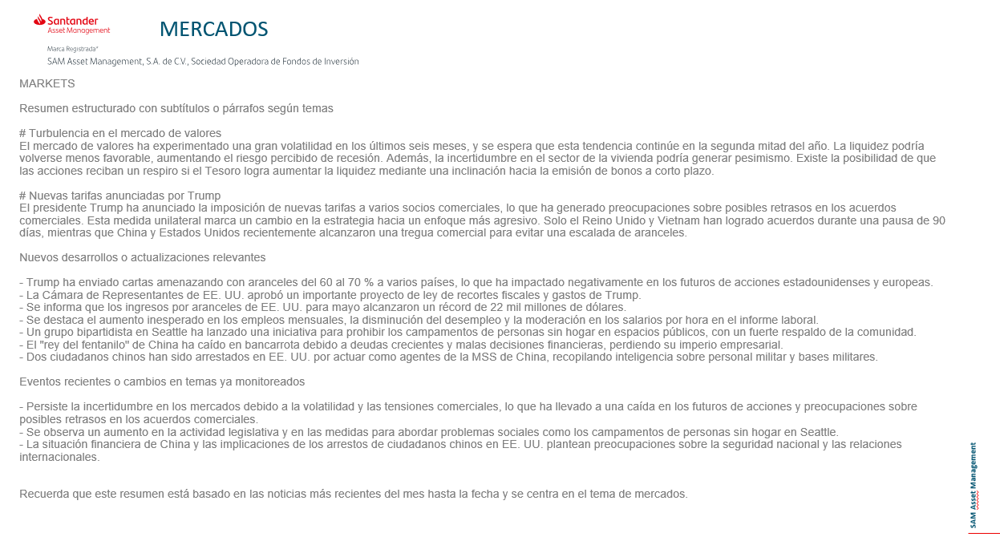 Santander
Asset Management
MERCADOS
Marca Registrada®
SAM Asset Management, S.A. de C.V., Sociedad Operadora de Fondos de Inversión
MARKETS
Resumen estructurado con subtítulos o párrafos según temas
# Turbulencia en el mercado de valores
El mercado de valores ha experimentado una gran volatilidad en los últimos seis meses, y se espera que esta tendencia continúe en la segunda mitad del año. La liquidez podría
volverse menos favorable, aumentando el riesgo percibido de recesión. Además, la incertidumbre en el sector de la vivienda podría generar pesimismo. Existe la posibilidad de que
las acciones reciban un respiro si el Tesoro logra aumentar la liquidez mediante una inclinación hacia la emisión de bonos a corto plazo.
# Nuevas tarifas anunciadas por Trump
El presidente Trump ha anunciado la imposición de nuevas tarifas a varios socios comerciales, lo que ha generado preocupaciones sobre posibles retrasos en los acuerdos
comerciales. Esta medida unilateral marca un cambio en la estrategia hacia un enfoque más agresivo. Solo el Reino Unido y Vietnam han logrado acuerdos durante una pausa de 90
días, mientras que China y Estados Unidos recientemente alcanzaron una tregua comercial para evitar una escalada de aranceles.
Nuevos desarrollos o actualizaciones relevantes
- Trump ha enviado cartas amenazando con aranceles del 60 al 70 % a varios países, lo que ha impactado negativamente en los futuros de acciones estadounidenses y europeas.
- La Cámara de Representantes de EE. UU. aprobó un importante proyecto de ley de recortes fiscales y gastos de Trump.
- Se informa que los ingresos por aranceles de EE. UU. para mayo alcanzaron un récord de 22 mil millones de dólares.
- Se destaca el aumento inesperado en los empleos mensuales, la disminución del desempleo y la moderación en los salarios por hora en el informe laboral.
- Un grupo bipartidista en Seattle ha lanzado una iniciativa para prohibir los campamentos de personas sin hogar en espacios públicos, con un fuerte respaldo de la comunidad.
- El "rey del fentanilo" de China ha caído en bancarrota debido a deudas crecientes y malas decisiones financieras, perdiendo su imperio empresarial.
- Dos ciudadanos chinos han sido arrestados en EE. UU. por actuar como agentes de la MSS de China, recopilando inteligencia sobre personal militar y bases militares.
Eventos recientes o cambios en temas ya monitoreados
- Persiste la incertidumbre en los mercados debido a la volatilidad y las tensiones comerciales, lo que ha llevado a una caída en los futuros de acciones y preocupaciones sobre
posibles retrasos en los acuerdos comerciales.
- Se observa un aumento en la actividad legislativa y en las medidas para abordar problemas sociales como los campamentos de personas sin hogar en Seattle.
- La situación financiera de China y las implicaciones de los arrestos de ciudadanos chinos en EE. UU. plantean preocupaciones sobre la seguridad nacional y las relaciones
internacionales.
Recuerda que este resumen está basado en las noticias más recientes del mes hasta la fecha y se centra en el tema de mercados.
SAM Asset Management